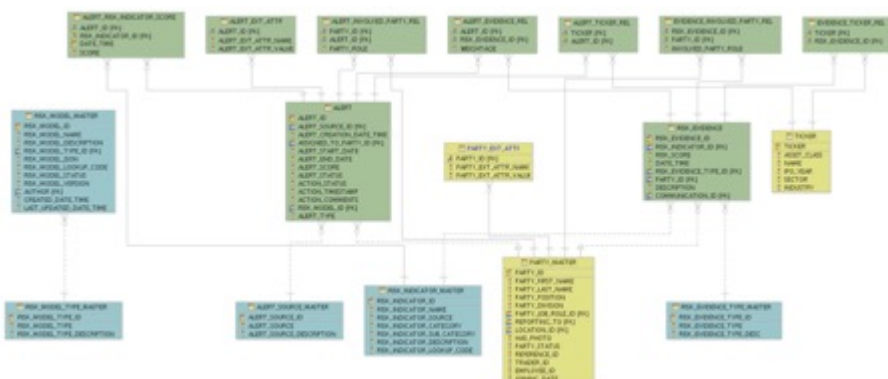 ALERT_RISK_INDICATOR_SCORE
ALERT_ID (FK)
RISK_INDICATOR_ID (FK)
DATE_TIME
SCORE
ALERT_EXT_ATTR
ALERT_ID (FK)
ALERT_EXT_ATTR_NAME
ALERT_EXT_ATTR_VALUE
ALERT_INVOLVED_PARTY_REL
PARTY_ID (FK)
ALERT_ID (FK)
PARTY_ROLE
ALERT_EVIDENCE_REL
ALERT_ID (FK)
RISK_EVIDENCE_ID (FK)
WEIGHTAGE
ALERT_TICKER_REL
TICKER (FK)
ALERT_ID (FK)
EVIDENCE_INVOLVED_PARTY_REL
RISK_EVIDENCE_ID (FK)
PARTY_ID (FK)
INVOLVED_PARTY_ROLE
EVIDENCE_TICKER_REL
TICKER (FK)
RISK_EVIDENCE_ID (FK)
RISK_MODEL_MASTER
RISK_MODEL_ID
RISK_MODEL_NAME
RISK_MODEL_DESCRIPTION
RISK_MODEL_TYPE_ID (FK)
RISK_MODEL_JSON
RISK_MODEL_LOOKUP_CODE
RISK_MODEL_STATUS
RISK_MODEL_VERSION
AUTHOR (FK)
CREATED_DATE_TIME
LAST_UPDATED_DATE_TIME
ALERT
ALERT_ID
ALERT_SOURCE_ID (FK)
ALERT_CREATION_DATE_TIME
ASSIGNED_TO_PARTY_ID (FK)
ALERT_START_DATE
ALERT_END_DATE
ALERT_SCORE
ALERT_STATUS
ACTION_STATUS
ACTION_TIMESTAMP
ACTION_COMMENTS
RISK_MODEL_ID (FK)
ALERT_TYPE
PARTY_EXT_ATTR
PARTY_ID (FK)
PARTY_EXT_ATTR_NAME
PARTY_EXT_ATTR_VALUE
RISK_EVIDENCE
RISK_EVIDENCE_ID
RISK_INDICATOR_ID (FK)
RISK_SCORE
DATE_TIME
RISK_EVIDENCE_TYPE_ID (FK)
PARTY_ID (FK)
DESCRIPTION
COMMUNICATION_ID (FK)
TICKER
TICKER
ASSET_CLASS
NAME
IPO_YEAR
SECTOR
INDUSTRY
RISK_MODEL_TYPE_MASTER
RISK_MODEL_TYPE_ID
RISK_MODEL_TYPE
RISK_MODEL_TYPE_DESCRIPTION
ALERT_SOURCE_MASTER
ALERT_SOURCE_ID
ALERT_SOURCE
ALERT_SOURCE_DESCRIPTION
RISK_INDICATOR_MASTER
RISK_INDICATOR_ID
RISK_INDICATOR_NAME
RISK_INDICATOR_SOURCE
RISK_INDICATOR_CATEGORY
RISK_INDICATOR_SUB_CATEGORY
RISK_INDICATOR_DESCRIPTION
RISK_INDICATOR_LOOKUP_CODE
PARTY_MASTER
PARTY_ID
PARTY_FIRST_NAME
PARTY_LAST_NAME
PARTY_POSITION
PARTY_DIVISION
PARTY_JOB_ROLE_ID (FK)
REPORTING_TO (FK)
LOCATION_ID (FK)
HAS_PHOTO
PARTY_STATUS
REFERENCE_ID
TRADER_ID
EMPLOYEE_ID
RISK_EVIDENCE_TYPE_MASTER
RISK_EVIDENCE_TYPE_ID
RISK_EVIDENCE_TYPE
RISK_EVIDENCE_TYPE_DESC